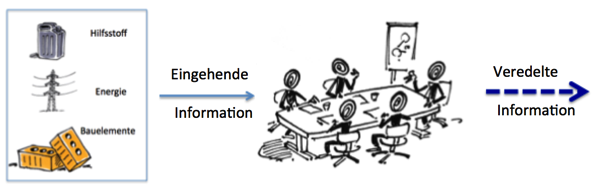 Hilfsstoff
Energie
Bauelemente
Eingehende
Information
Veredelte
Information